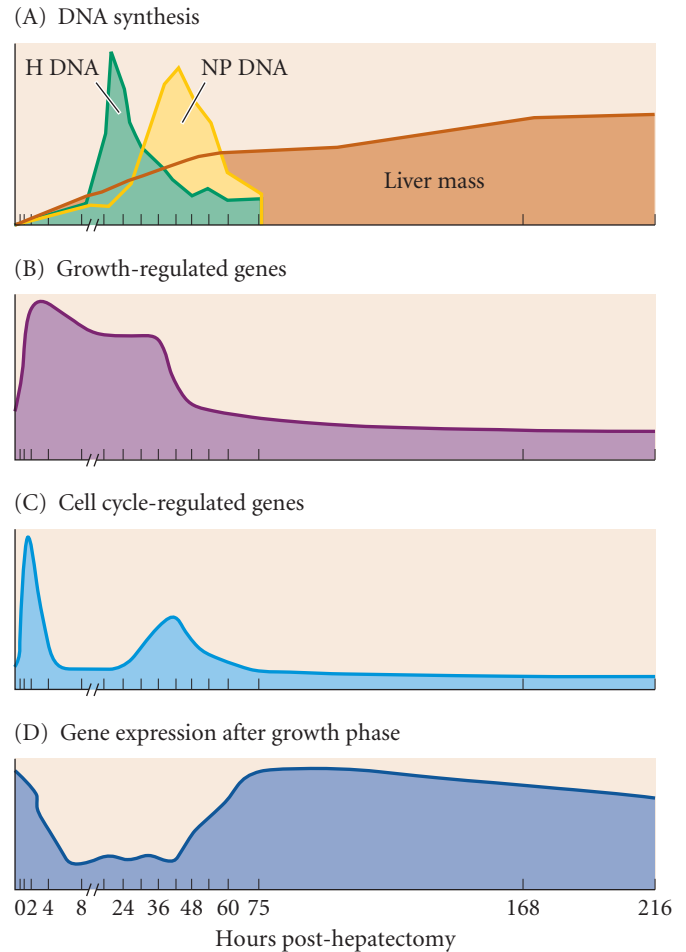 (A) DNA synthesis
H DNA
NP DNA
Liver mass
(B) Growth-regulated genes
(C) Cell cycle-regulated genes
(D) Gene expression after growth phase
0 2 4 8 24 36 48 60 75 168 216
Hours post-hepatectomy